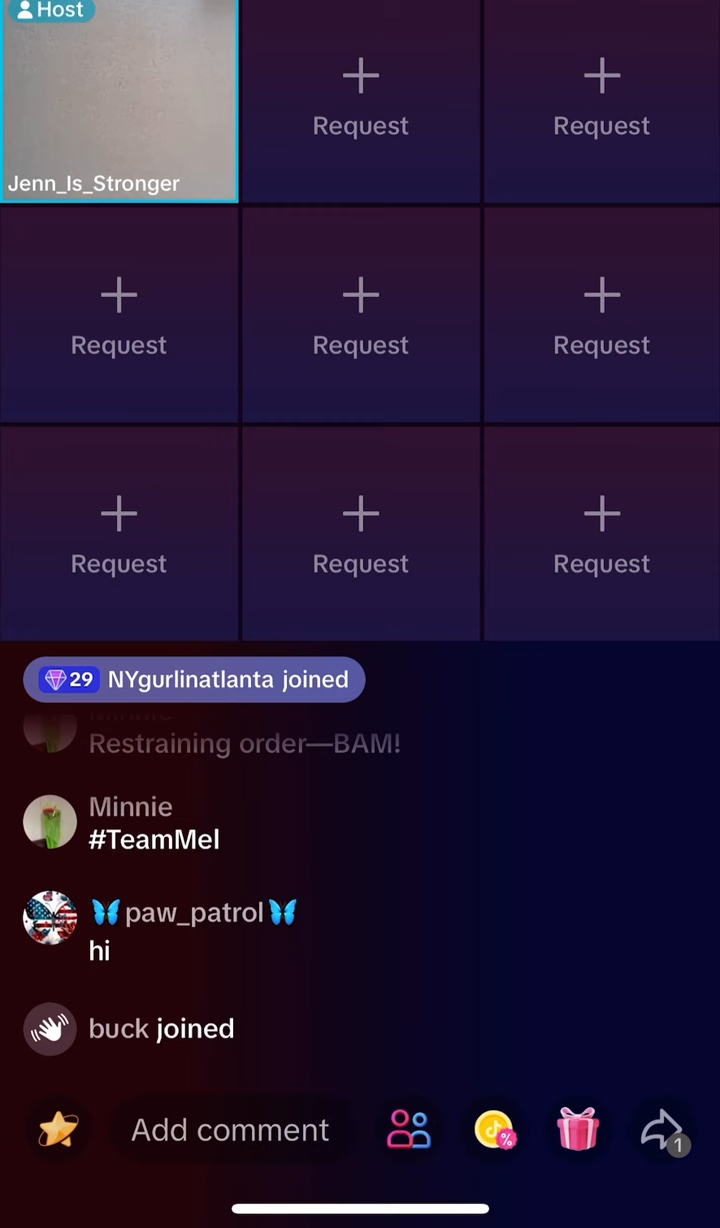 Host
Request
Request
Jenn_Is_Stronger
Request
Request
Request
Request
Request
Request
29 NYgurlinatlanta joined
Restraining order—BAM!
Minnie
#TeamMel
🦋paw_patrol🦋
hi
buck joined
Add comment
%
1